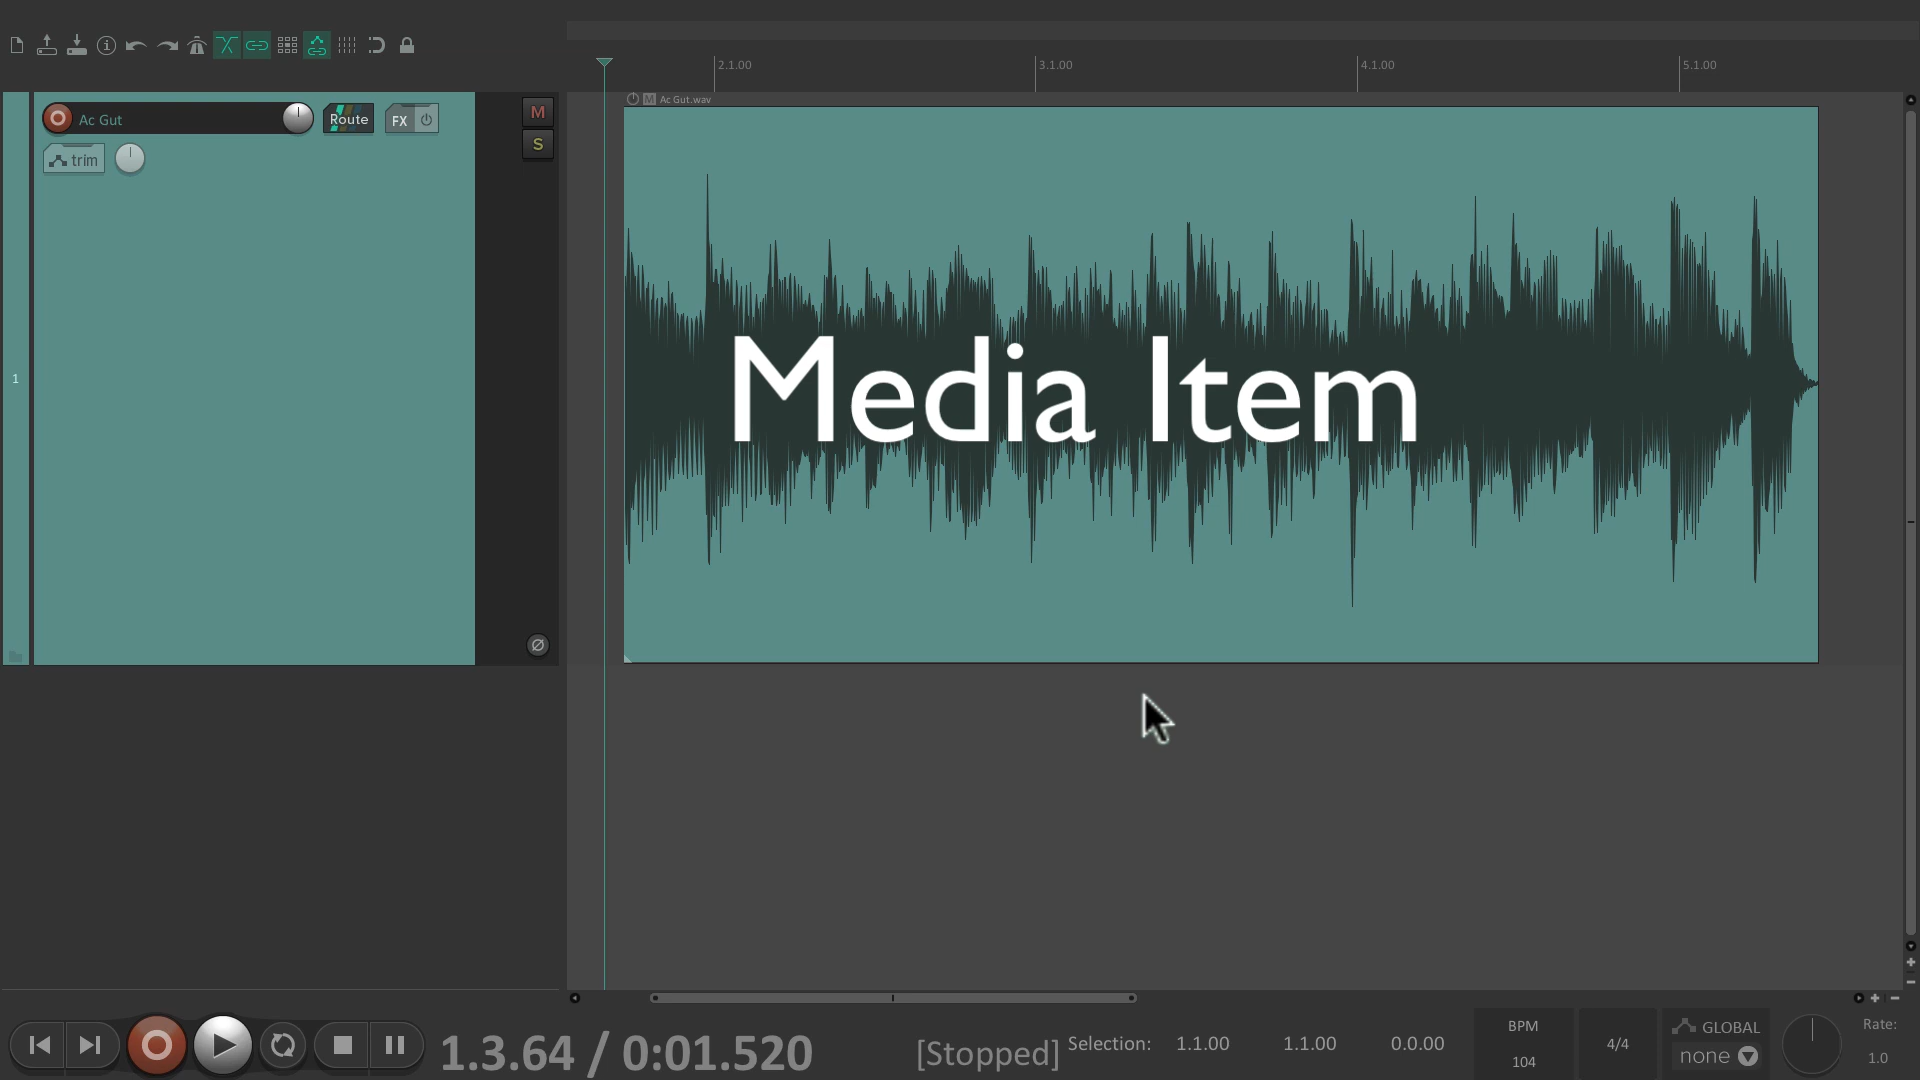 2.1.00
3.1.00
4.1.00
5.1.00
M Ac Gut.wav
Ac Gut
Route
FX
M
trim
S
1
Media Item
1.3.64 / 0:01.520
[Stopped]
Selection:
1.1.00
1.1.00
0.0.00
BPM
104
4/4
GLOBAL
none
Rate:
1.0